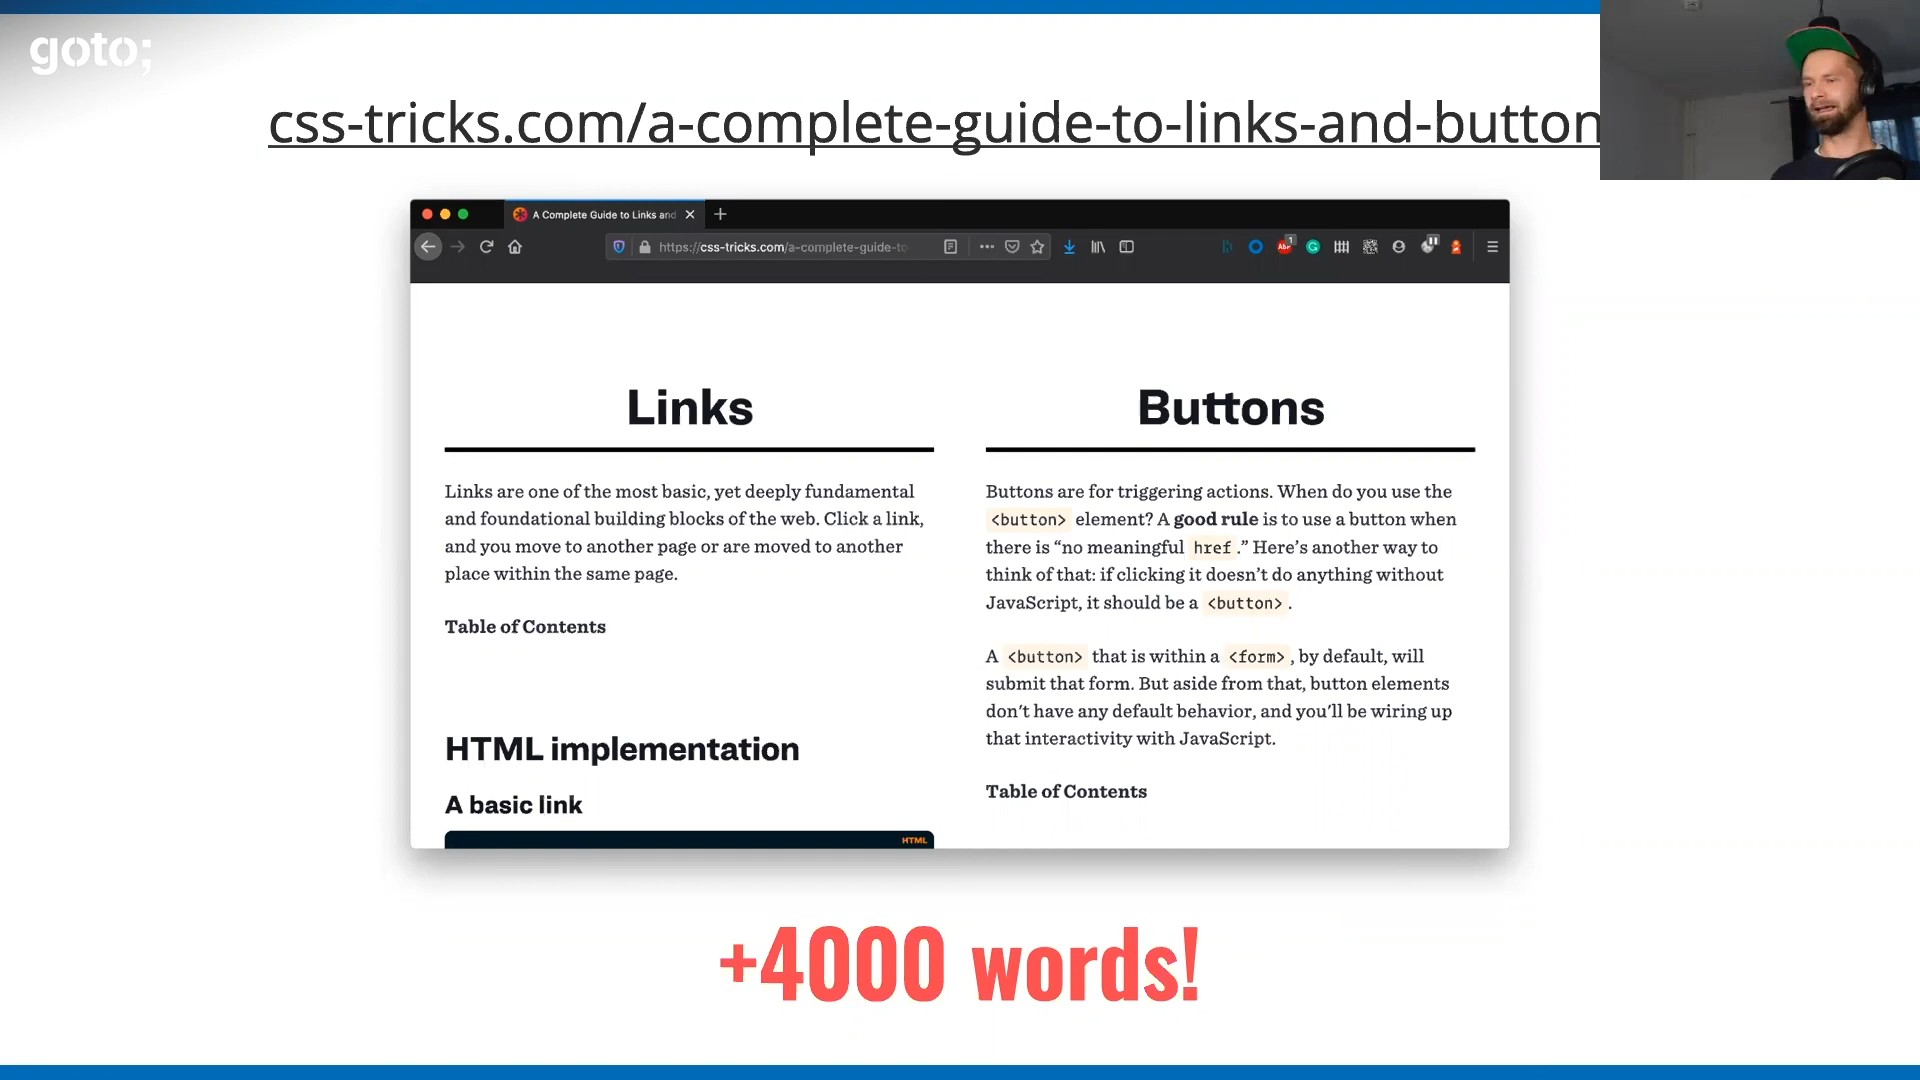 goto;
css-tricks.com/a-complete-guide-to-links-and-button
A Complete Guide to Links and
https://css-tricks.com/a-complete-guide-to
ABP
1
Links
Links are one of the most basic, yet deeply fundamental
and foundational building blocks of the web. Click a link,
and you move to another page or are moved to another
place within the same page.
Table of Contents
HTML implementation
A basic link
HTML
Buttons
Buttons are for triggering actions. When do you use the
<button> element? A good rule is to use a button when
there is “no meaningful href.” Here’s another way to
think of that: if clicking it doesn’t do anything without
JavaScript, it should be a <button>.
A <button> that is within a <form>, by default, will
submit that form. But aside from that, button elements
don’t have any default behavior, and you’ll be wiring up
that interactivity with JavaScript.
Table of Contents
+4000 words!